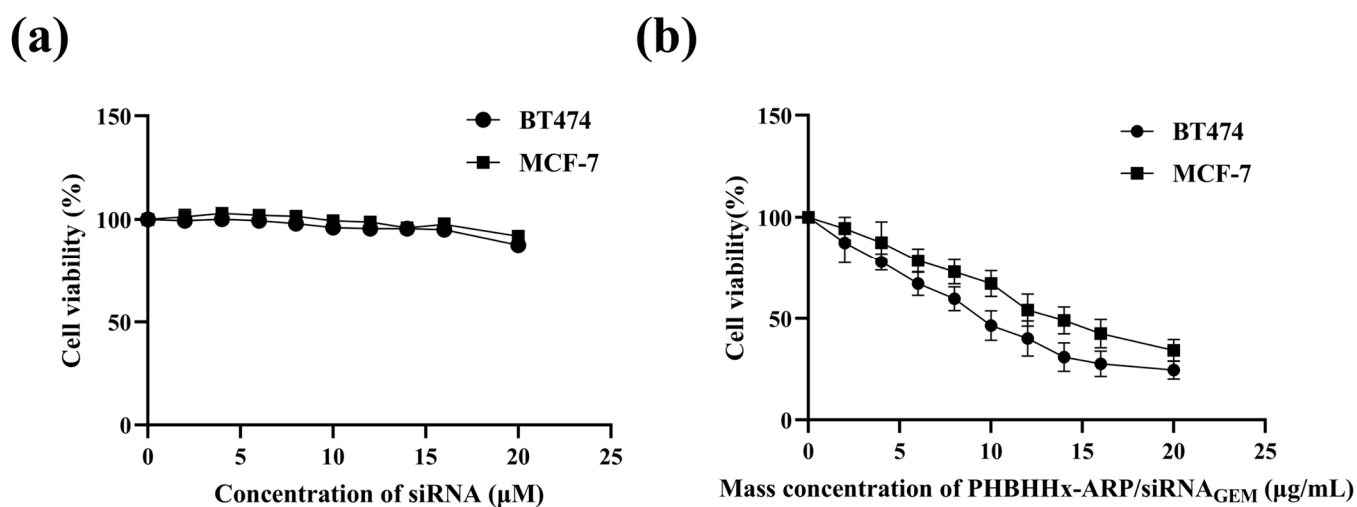 (a)
BT474
MCF-7
Cell viability (%)
150
100
50
0
0 5 10 15 20 25
Concentration of siRNA (μM)
(b)
BT474
MCF-7
Cell viability(%)
150
100
50
0
0 5 10 15 20 25
Mass concentration of PHBHHx-ARP/siRNAGEM (μg/mL)